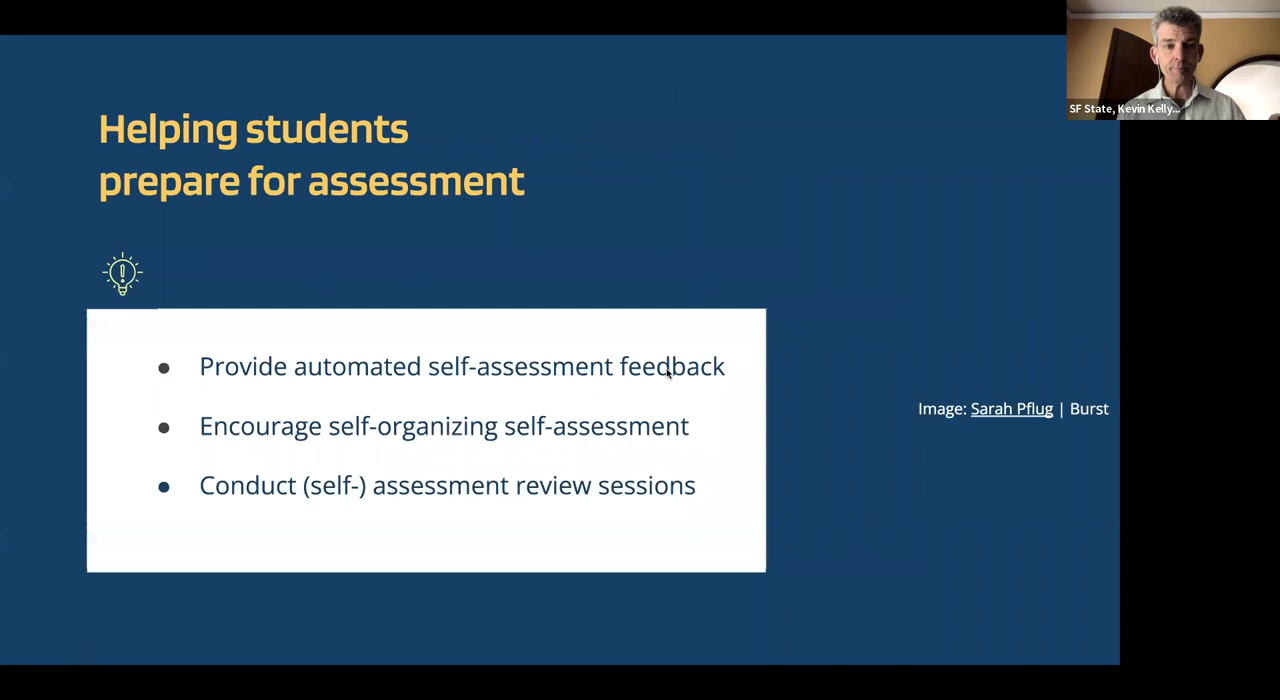 SF State, Kevin Kelly...
Helping students
prepare for assessment
● Provide automated self-assessment feedback
● Encourage self-organizing self-assessment
● Conduct (self-) assessment review sessions
Image: Sarah Pflug | Burst